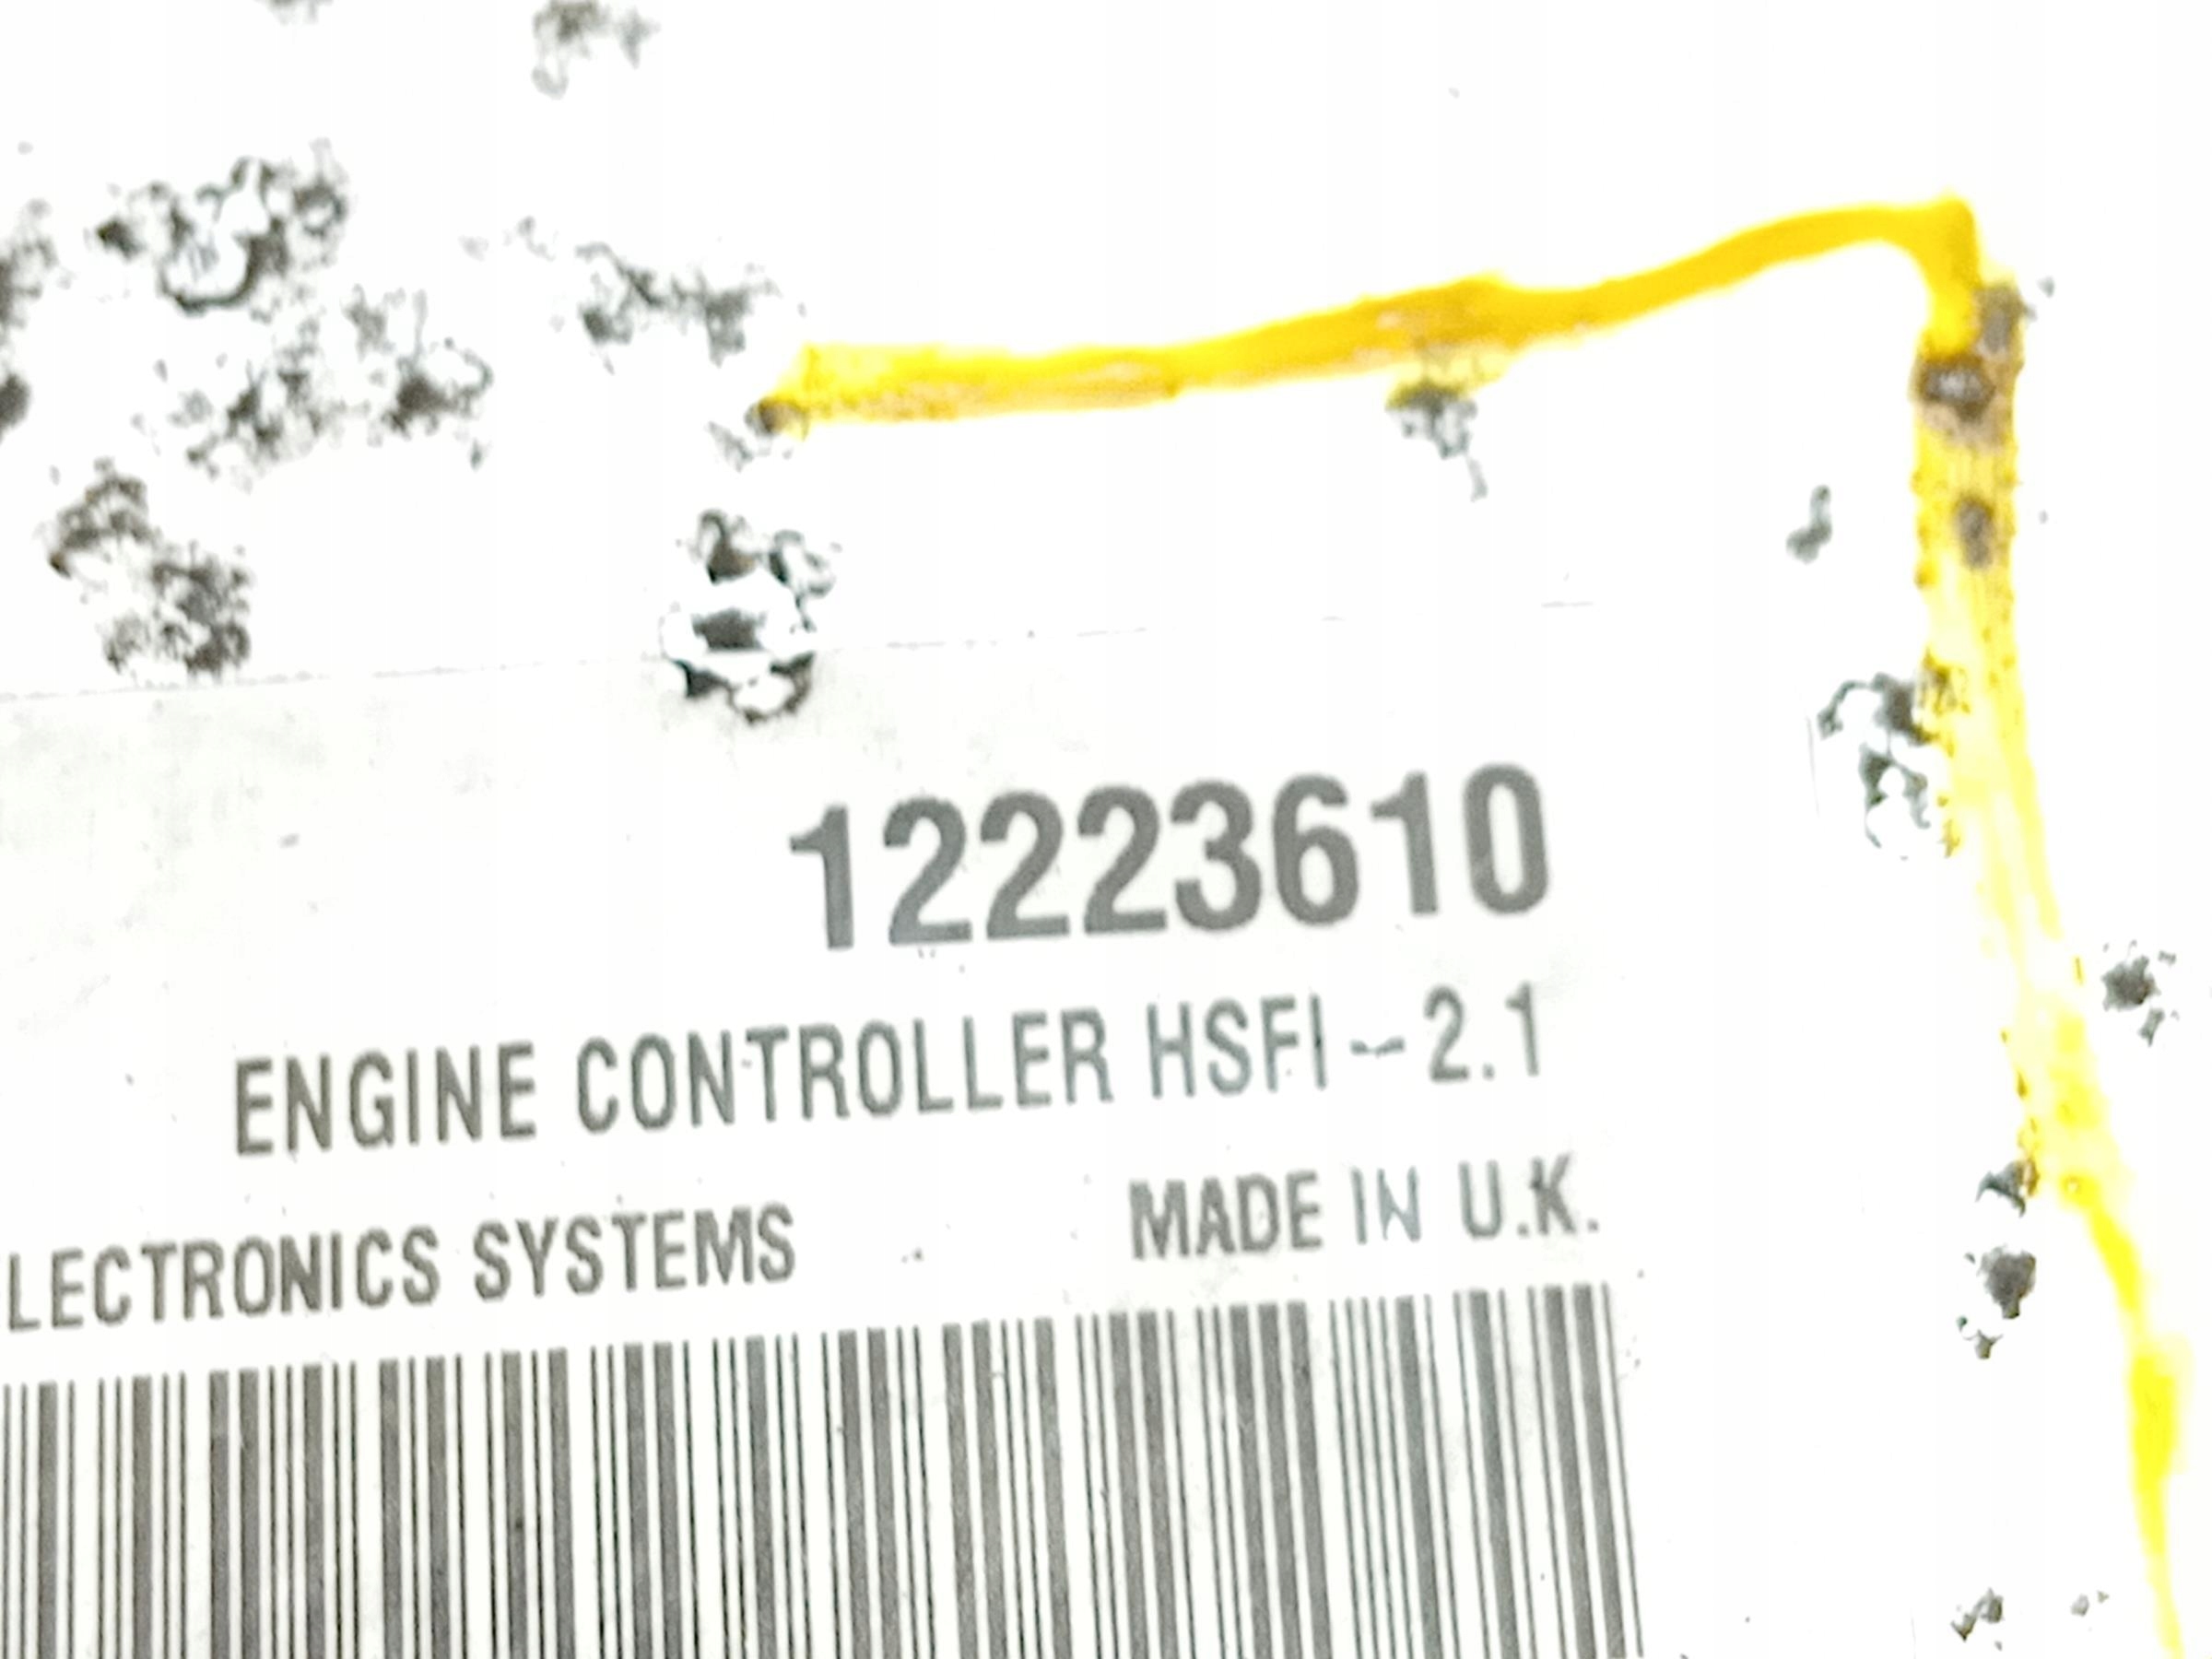 12223610
ENGINE CONTROLLER HSFI-2.1
LECTRONICS SYSTEMS MADE IN U.K.